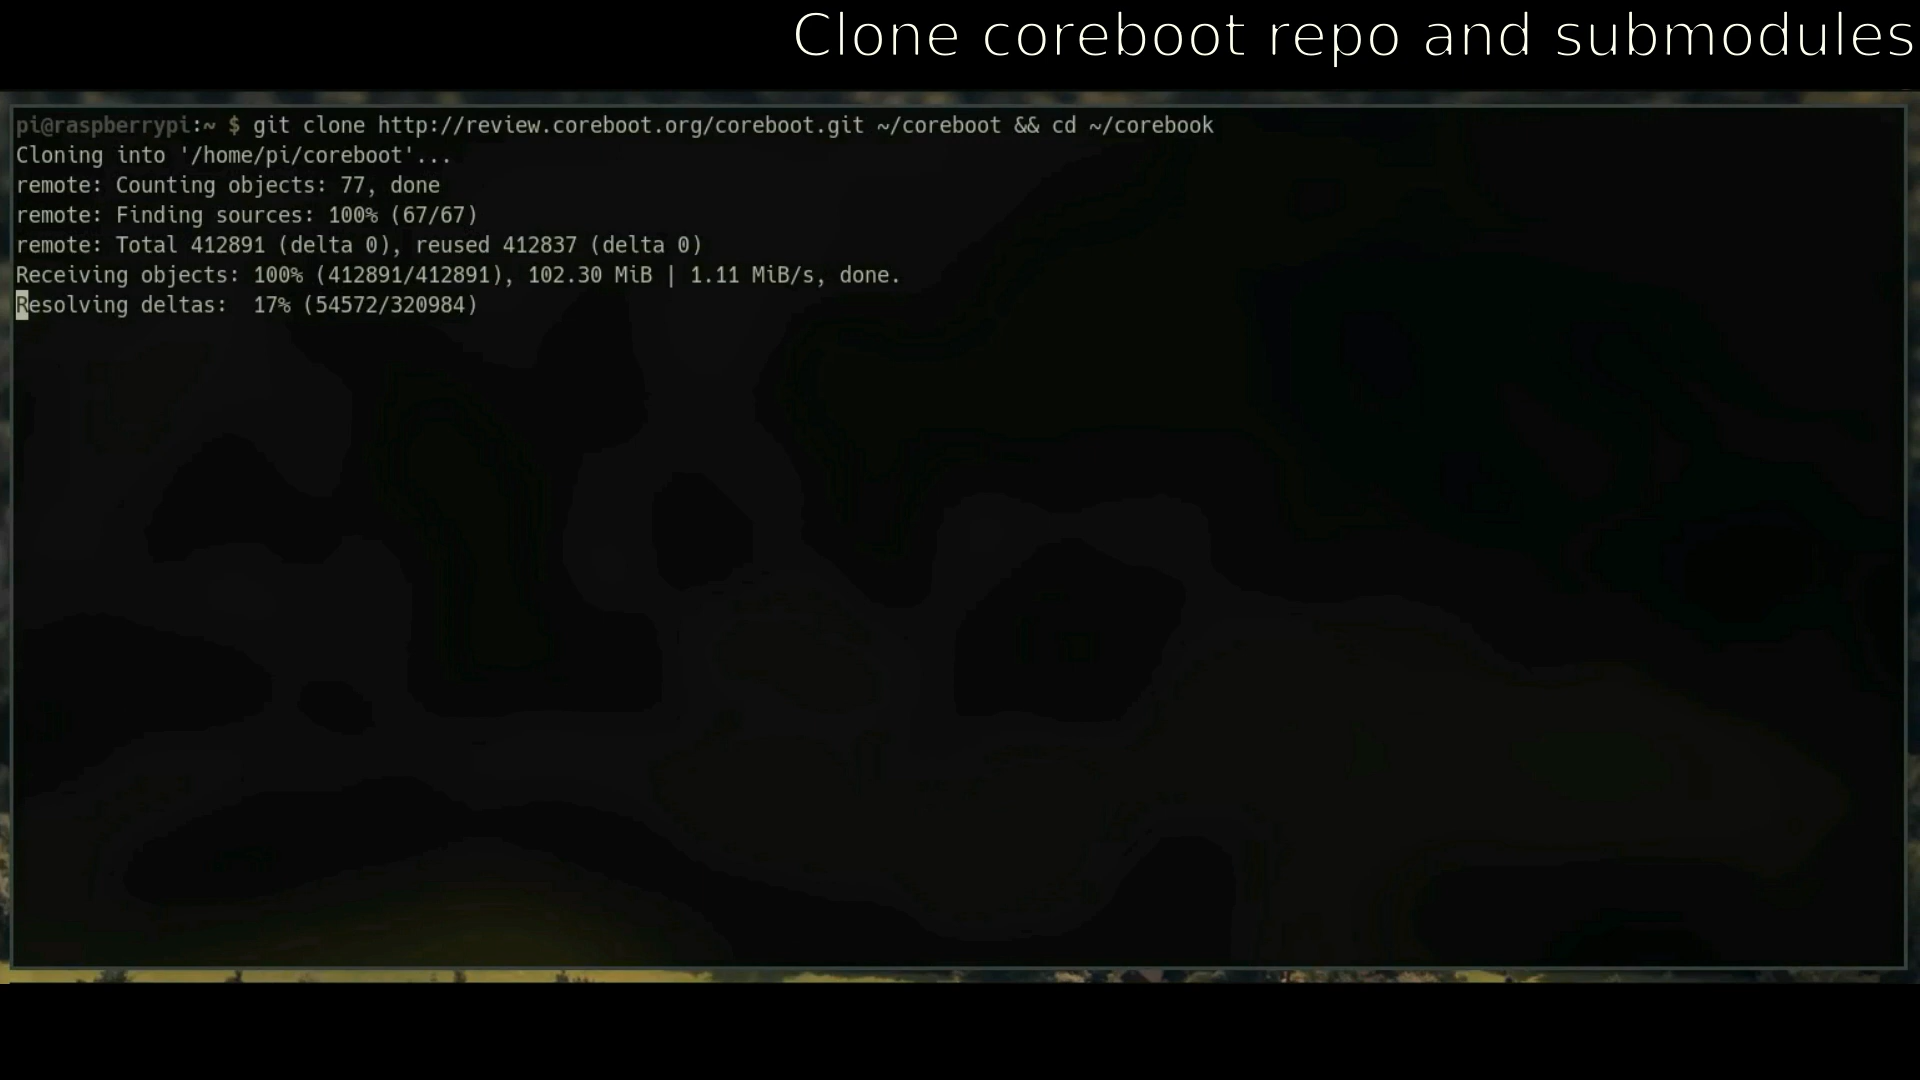 Clone coreboot repo and submodules
pi@raspberrypi:~ $ git clone http://review.coreboot.org/coreboot.git ~/coreboot && cd ~/corebook
Cloning into '/home/pi/coreboot'...
remote: Counting objects: 77, done
remote: Finding sources: 100% (67/67)
remote: Total 412891 (delta 0), reused 412837 (delta 0)
Receiving objects: 100% (412891/412891), 102.30 MiB | 1.11 MiB/s, done.
Resolving deltas:  17% (54572/320984)